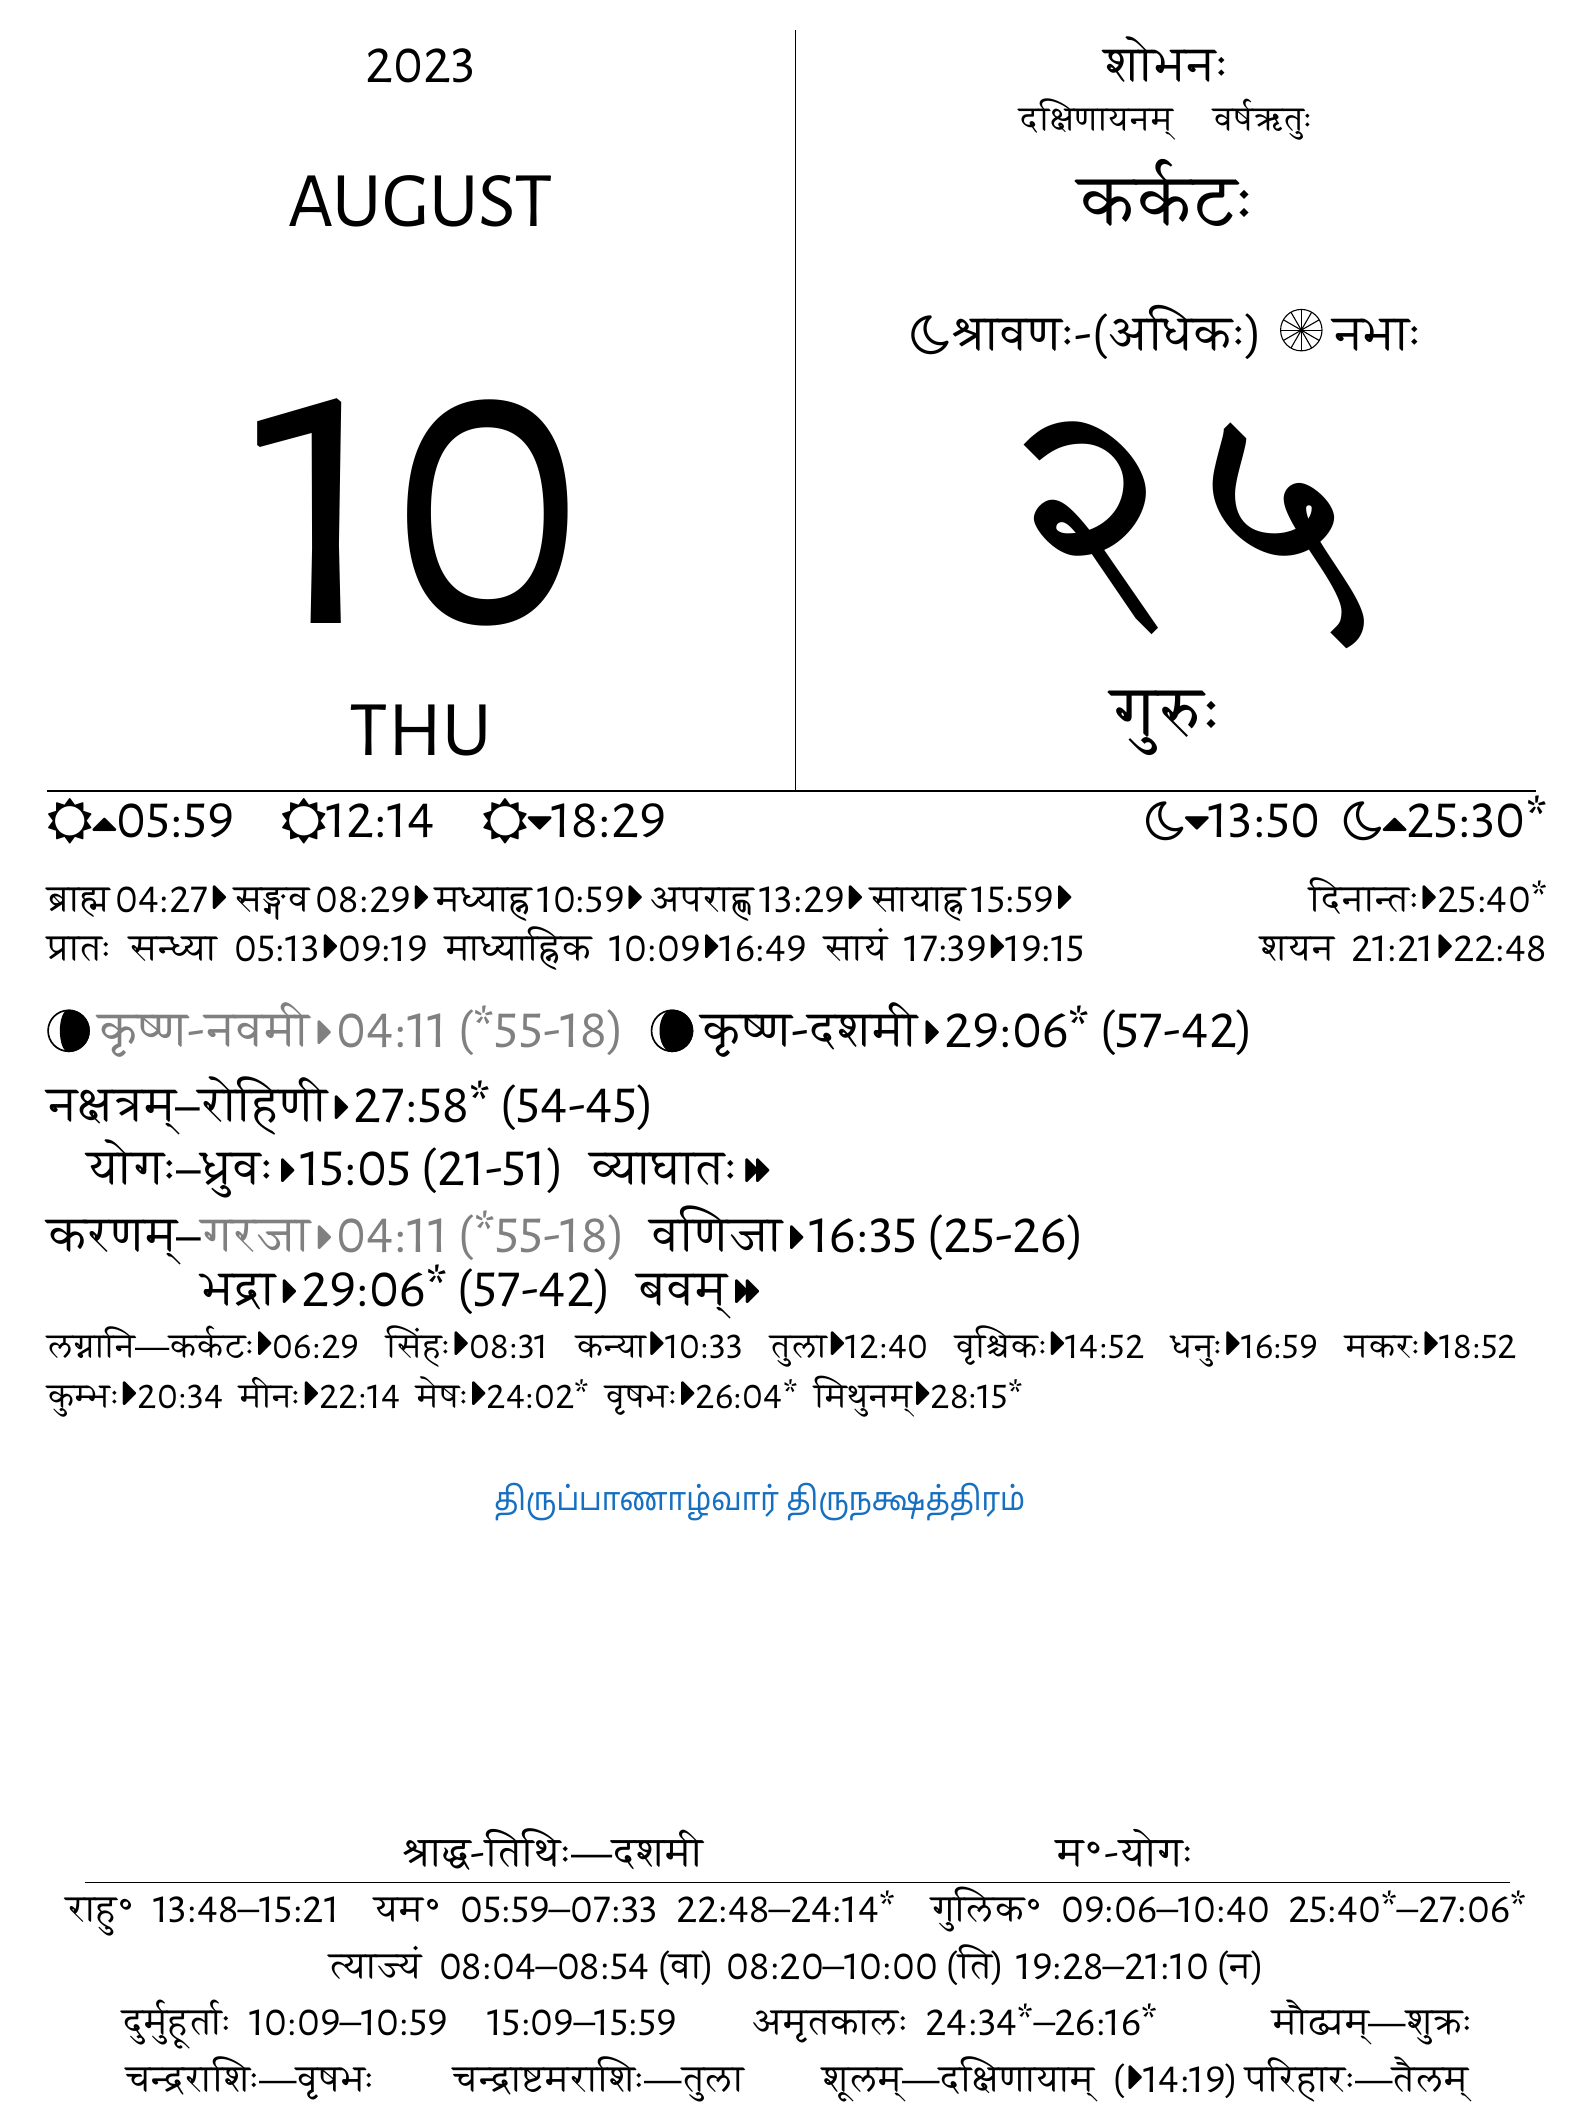 2023
AUGUST
10
THU
शोभनः
दक्षिणायनम् वर्षऋतुः
कर्कटः
श्रावणः-(अधिकः) नभाः
२५
गुरुः
05:59 12:14 18:29 13:50 25:30*
ब्राह्म 04:27 सङ्गव 08:29 मध्याह्न 10:59 अपराह्ण 13:29 सायाह्न 15:59 दिनान्तः 25:40*
प्रातः सन्ध्या 05:13 09:19 माध्याह्निक 10:09 16:49 सायं 17:39 19:15 शयन 21:21 22:48
कृष्ण-नवमी 04:11 (*55-18) कृष्ण-दशमी 29:06* (57-42)
नक्षत्रम्–रोहिणी 27:58* (54-45)
योगः–ध्रुवः 15:05 (21-51) व्याघातः
करणम्–गरजा 04:11 (*55-18) वणिजा 16:35 (25-26)
भद्रा 29:06* (57-42) बवम्
लग्नानि—कर्कटः 06:29 सिंहः 08:31 कन्या 10:33 तुला 12:40 वृश्चिकः 14:52 धनुः 16:59 मकरः 18:52
कुम्भः 20:34 मीनः 22:14 मेषः 24:02* वृषभः 26:04* मिथुनम् 28:15*
திருப்பாணாழ்வார் திருநக்ஷத்திரம்
श्राद्ध-तिथिः—दशमी म॰-योगः
राहु॰ 13:48–15:21 यम॰ 05:59–07:33 22:48–24:14* गुलिक॰ 09:06–10:40 25:40*–27:06*
त्याज्यं 08:04–08:54 (वा) 08:20–10:00 (ति) 19:28–21:10 (न)
दुर्मुहूर्ताः 10:09–10:59 15:09–15:59 अमृतकालः 24:34*–26:16* मौढ्यम्—शुक्रः
चन्द्रराशिः—वृषभः चन्द्राष्टमराशिः—तुला शूलम्—दक्षिणायाम् (14:19) परिहारः—तैलम्